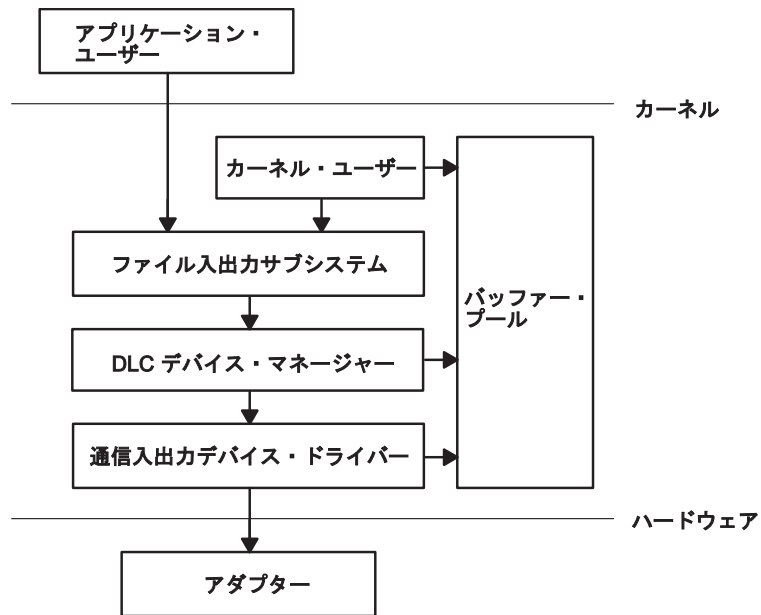 アプリケーション・
ユーザー
カーネル
カーネル・ユーザー
ファイル入出力サブシステム
バッファー・
プール
DLC デバイス・マネージャー
通信入出力デバイス・ドライバー
ハードウェア
アダプター